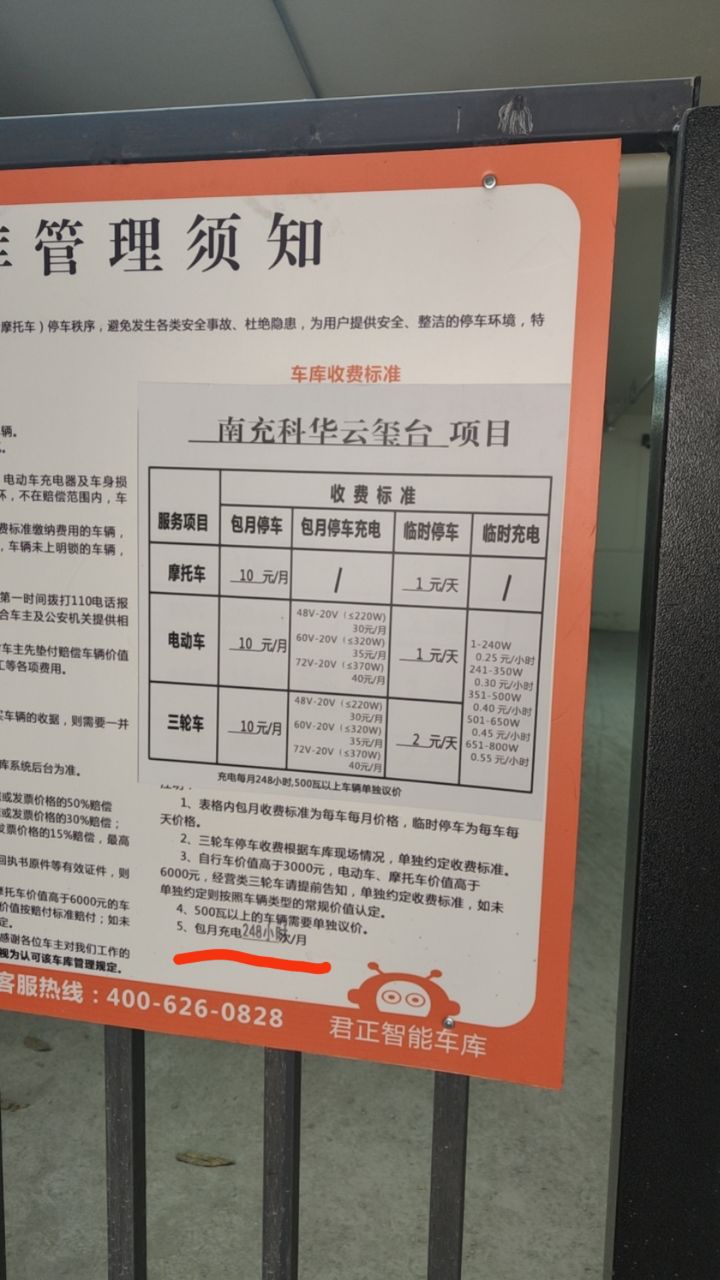 库管理须知
摩托车）停车秩序，避免发生各类安全事故、杜绝隐患，为用户提供安全、整洁的停车环境，特
车库收费标准
辆。
电动车充电器及车身损
坏，不在赔偿范围内，车
费标准缴纳费用的车辆，
，车辆未上明锁的车辆，
第一时间拨打110电话报
合车主及公安机关提供相
车主先垫付赔偿车辆价值
工等各项费用。
买车辆的收据，则需要一并
库系统后台为准。
或发票价格的50%赔偿
或发票价格的30%赔偿；
发票价格的15%赔偿，最高
回执书原件等有效证件，则
摩托车价值高于6000元的车
价值按赔付标准赔付；如未
定。
感谢各位车主对我们工作的
视为认可该车库管理规定。
南充科华云玺台 项目
服务项目 收费标准
包月停车 包月停车充电 临时停车 临时充电
摩托车 10 元/月 / 1 元/天 /
电动车 10 元/月 48V-20V（≤220W) 30元/月 60V-20V（≤320W) 35元/月 72V-20V（≤370W) 40元/月 1 元/天
三轮车 10 元/月 48V-20V（≤220W) 30元/月 60V-20V（≤320W) 35元/月 72V-20V（≤370W) 40元/月 2 元/天
1-240W
0.25 元/小时
241-350W
0.30 元/小时
351-500W
0.40 元/小时
501-650W
0.45 元/小时
651-800W
0.55 元/小时
充电每月248小时,500瓦以上车辆单独议价
1、表格内包月收费标准为每车每月价格，临时停车为每车每
天价格。
2、三轮车停车收费根据车库现场情况，单独约定收费标准。
3、自行车价值高于3000元，电动车、摩托车价值高于
6000元，经营类三轮车请提前告知，单独约定收费标准，如未
单独约定则按照车辆类型的常规价值认定。
4、500瓦以上的车辆需要单独议价。
5、包月充电248小时/月
客服热线：400-626-0828
君正智能车库